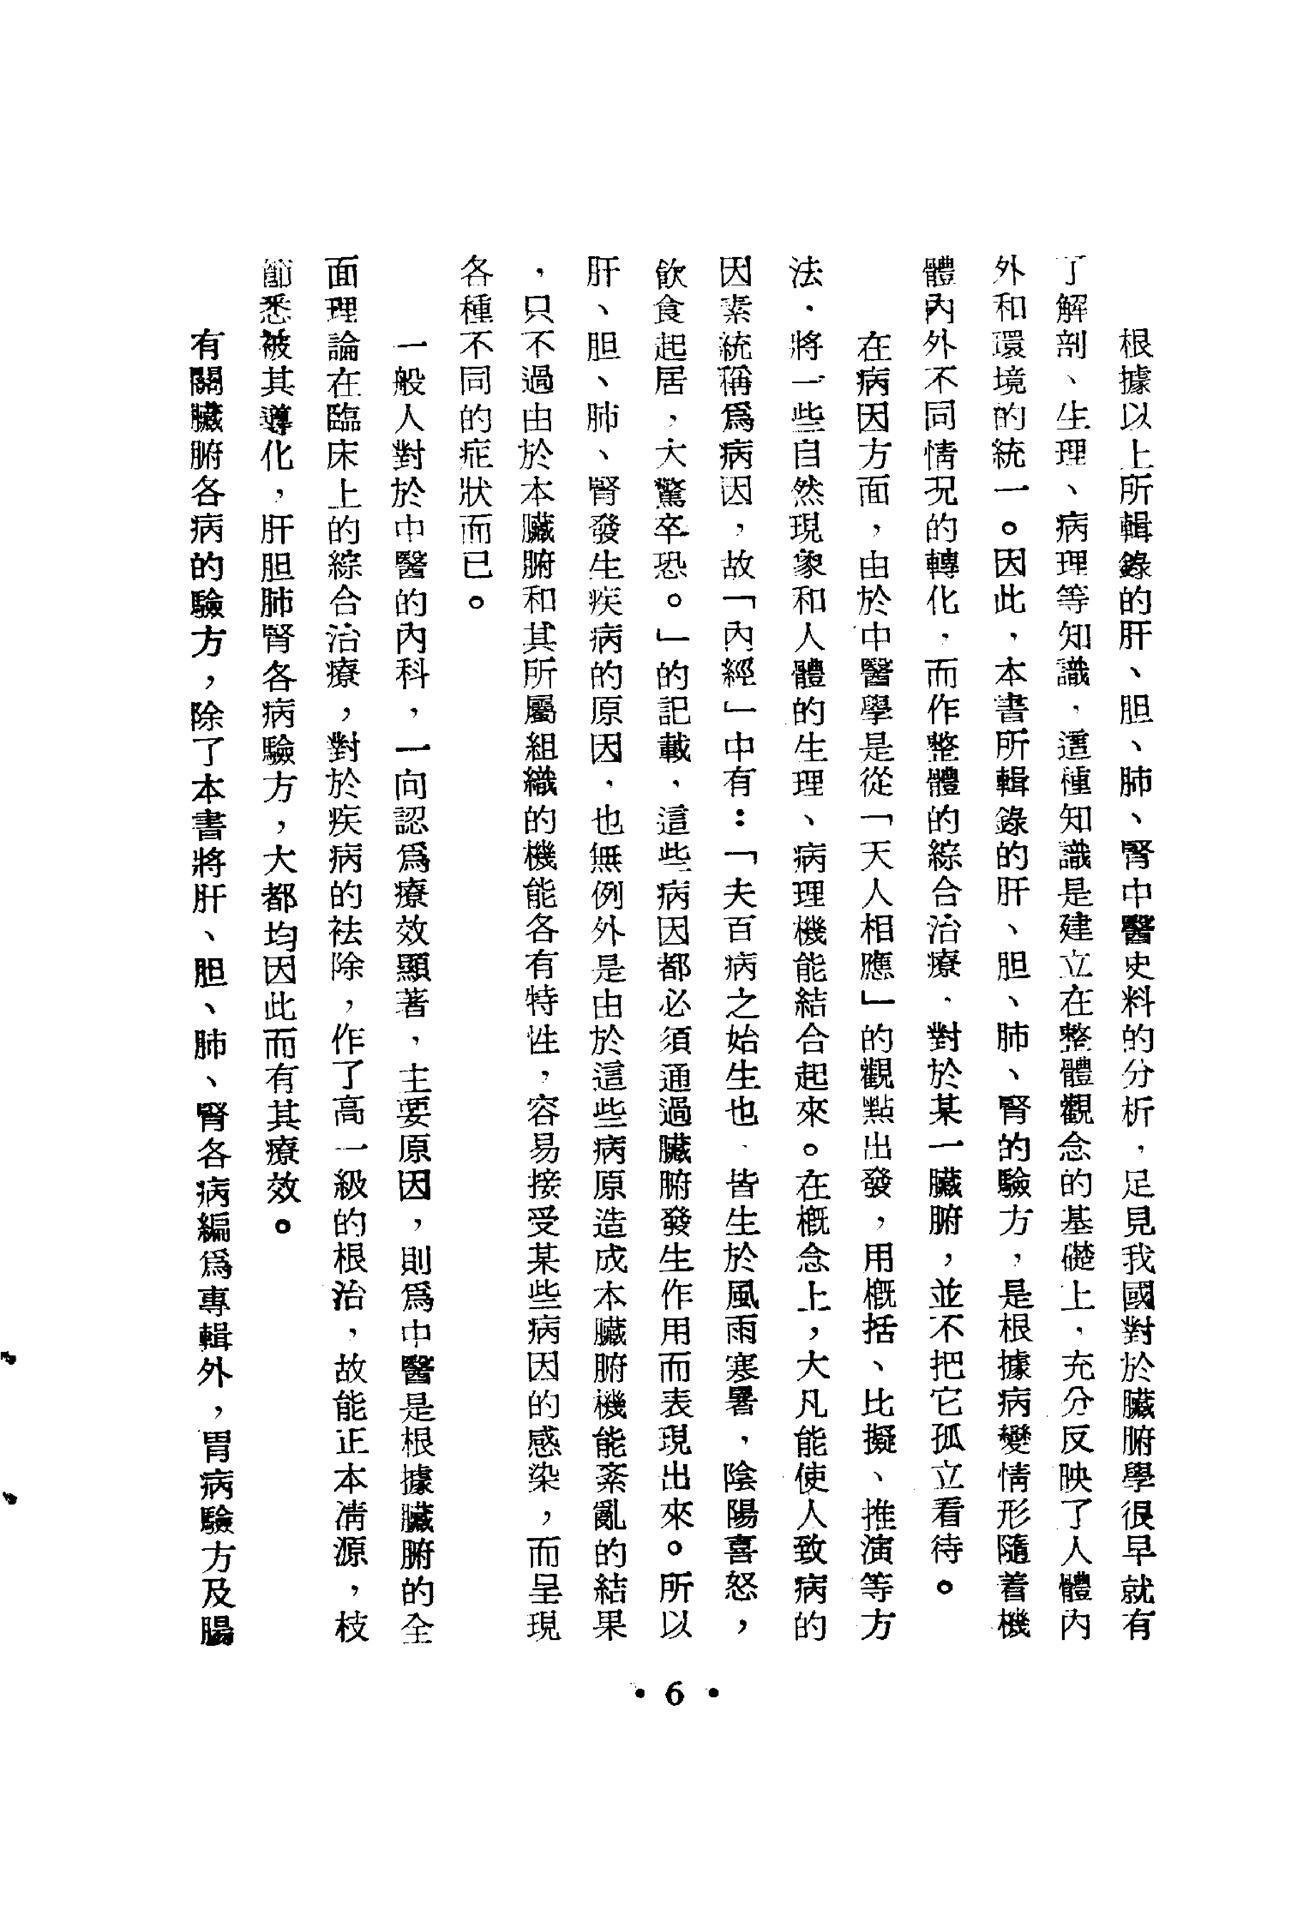 根據以上所輯錄的肝、胆、肺、腎中醫史料的分析，足見我國對於臟腑學很早就有
了解剖、生理、病理等知識，這種知識是建立在整體觀念的基礎上，充分反映了人體內
外和環境的統一。因此，本書所輯錄的肝、胆、肺、腎的驗方，是根據病變情形隨着機
體內外不同情況的轉化，而作整體的綜合治療，對於某一臟腑，並不把它孤立看待。
在病因方面，由於中醫學是從「天人相應」的觀點出發，用概括、比擬、推演等方
法，將一些自然現象和人體的生理、病理機能結合起來。在概念上，大凡能使人致病的
因素統稱爲病因，故「內經」中有：「夫百病之始生也，皆生於風雨寒暑，陰陽喜怒，
飲食起居，大驚卒恐。」的記載，這些病因都必須通過臟腑發生作用而表現出來。所以
肝、胆、肺、腎發生疾病的原因，也無例外是由於這些病原造成本臟腑機能紊亂的結果
，只不過由於本臟腑和其所屬組織的機能各有特性，容易接受某些病因的感染，而呈現
各種不同的症狀而已。
一般人對於中醫的內科，一向認爲療效顯著，主要原因，則爲中醫是根據臟腑的全
面理論在臨床上的綜合治療，對於疾病的祛除，作了高一級的根治，故能正本清源，枝
節悉被其導化，肝胆肺腎各病驗方，大都均因此而有其療效。
有關臟腑各病的驗方，除了本書將肝、胆、肺、腎各病編爲專輯外，胃病驗方及腸
• 6 •